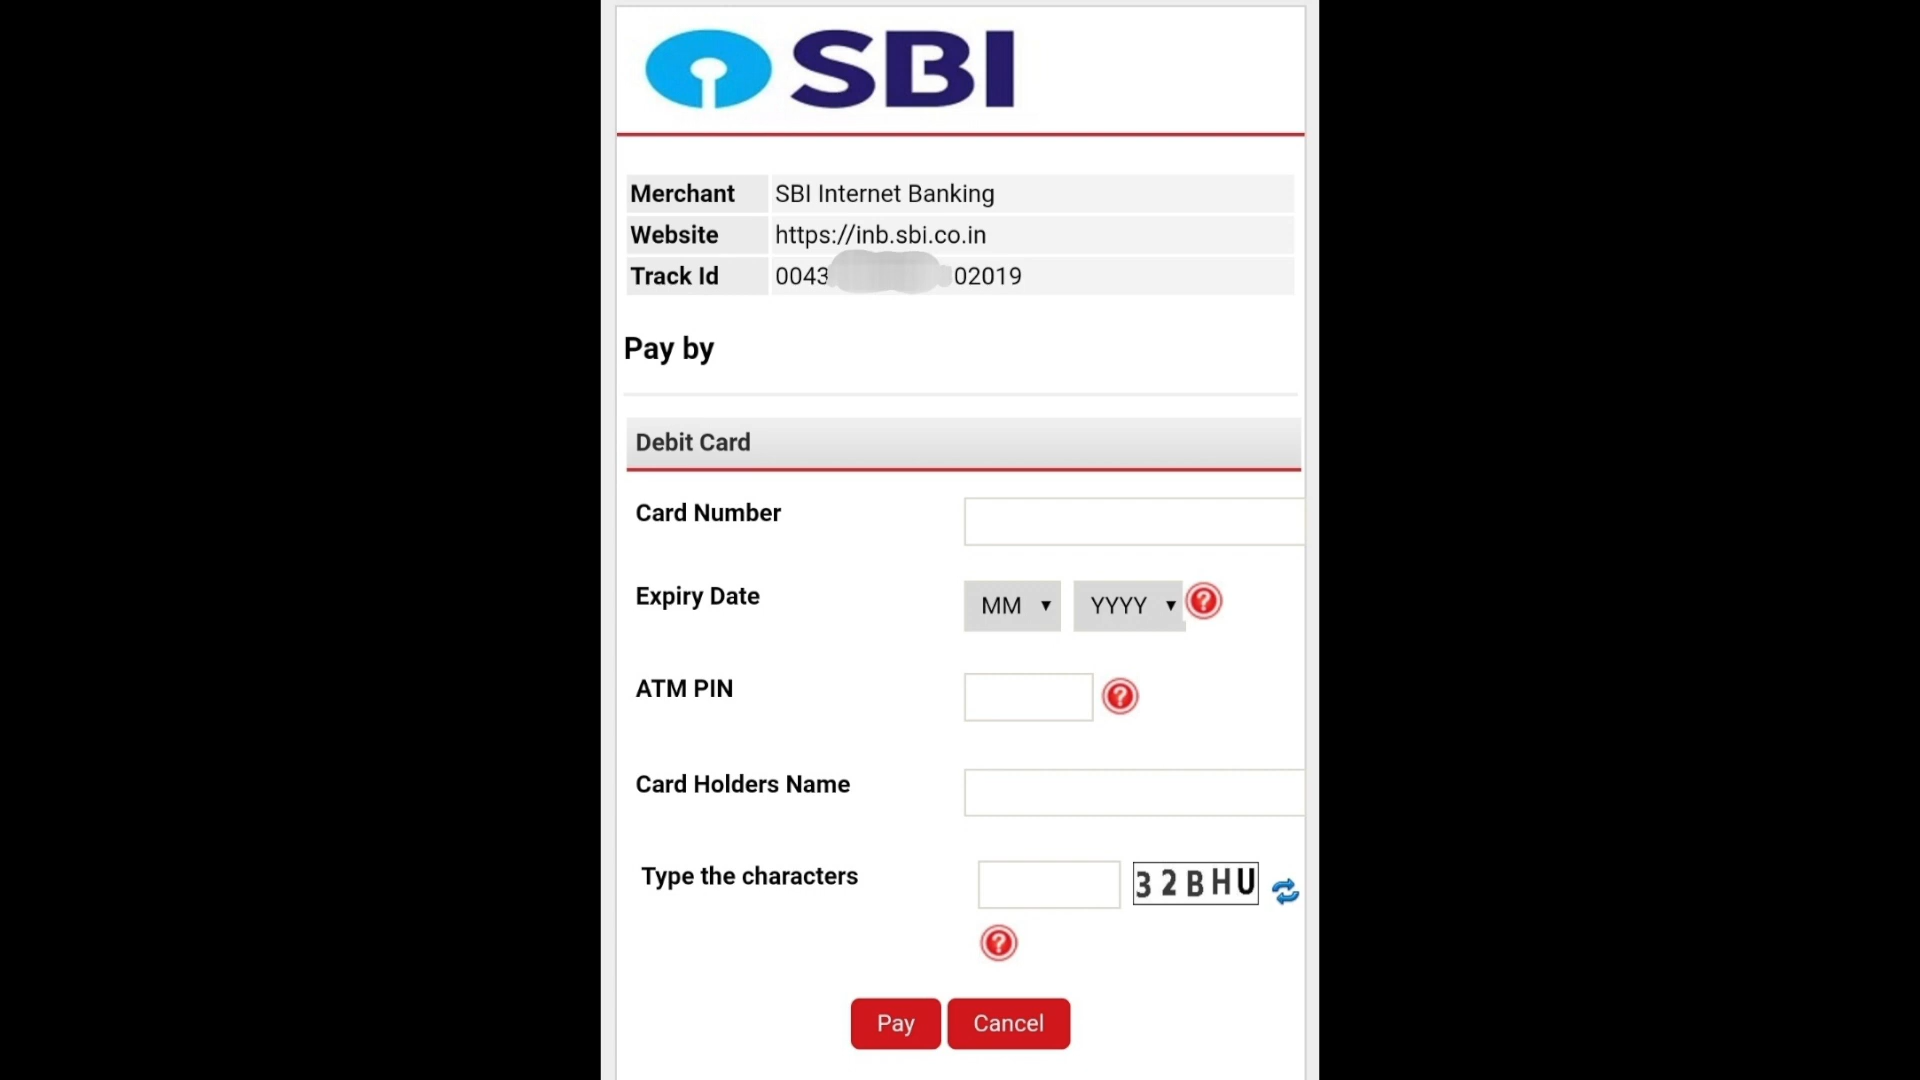 SBI
Merchant SBI Internet Banking
Website https://inb.sbi.co.in
Track Id 0043 02019
Pay by
Debit Card
Card Number
Expiry Date MM YYYY ?
ATM PIN ?
Card Holders Name
Type the characters 32BHU
?
Pay Cancel